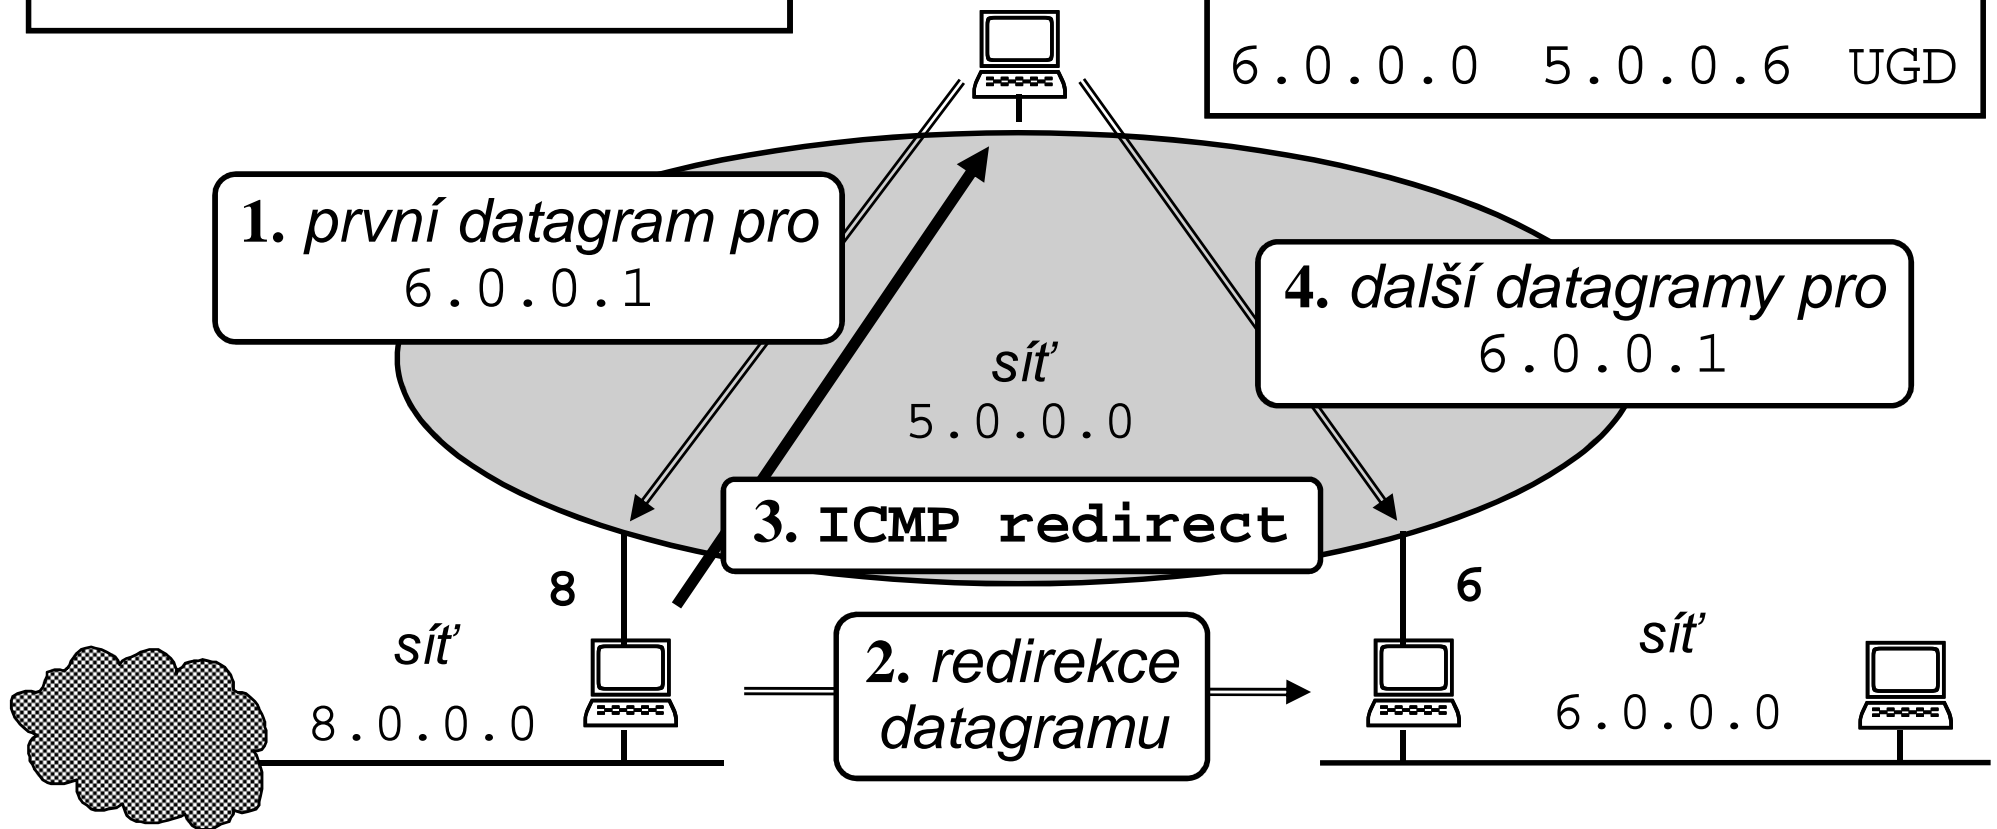 6.0.0.0 5.0.0.6 UGD
1. první datagram pro
6.0.0.1
4. další datagramy pro
6.0.0.1
síť
5.0.0.0
3. ICMP redirect
8
6
síť
8.0.0.0
2. redirekce
datagramu
síť
6.0.0.0